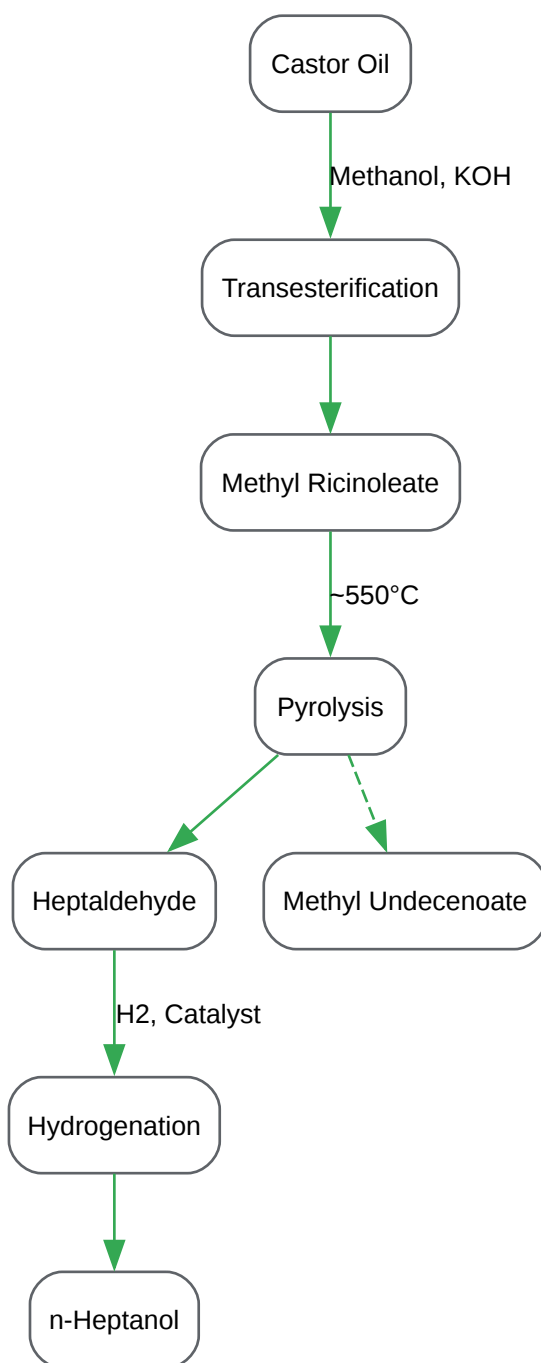 Castor Oil
Methanol, KOH
Transesterification
Methyl Ricinoleate
~550°C
Pyrolysis
Heptaldehyde
Methyl Undecenoate
H2, Catalyst
Hydrogenation
n-Heptanol